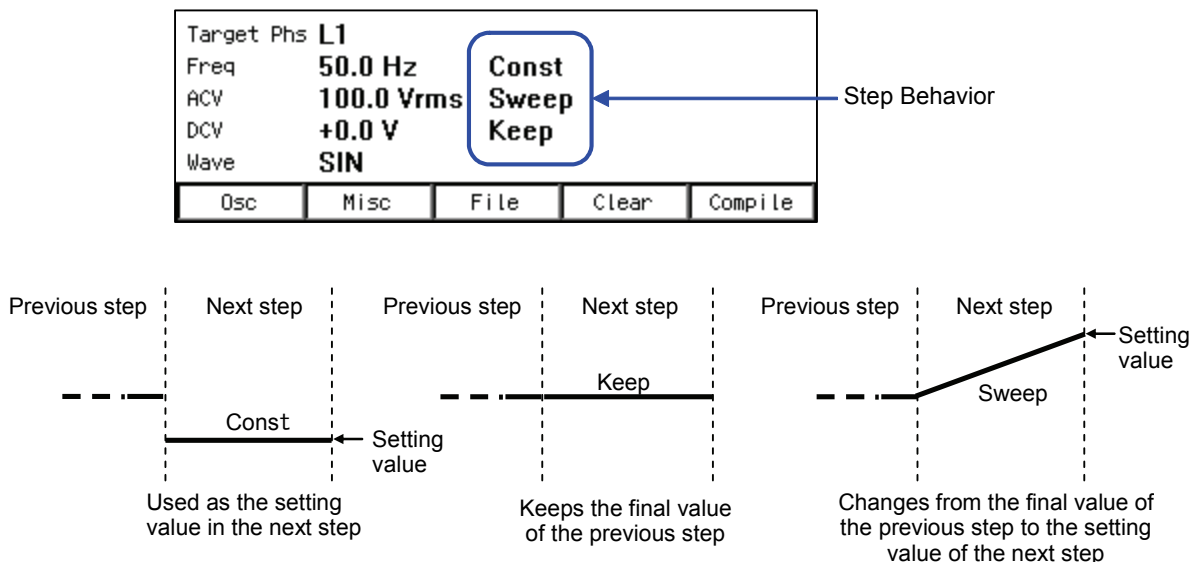 Target Phs L1
Freq 50.0 Hz Const
ACV 100.0 Vrms Sweep
DCV +0.0 V Keep
Wave SIN
Osc Misc File Clear Compile
Step Behavior
Previous step Next step
Const
Setting
value
Used as the setting
value in the next step
Previous step Next step
Keep
Keeps the final value
of the previous step
Previous step Next step
Setting
value
Sweep
Changes from the final value of
the previous step to the setting
value of the next step